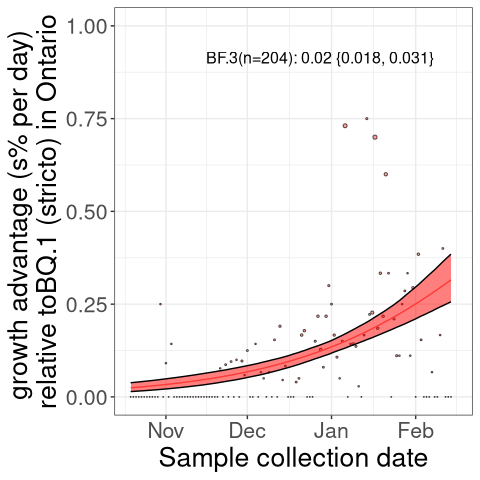 growth advantage (s% per day)
relative toBQ.1 (stricto) in Ontario
1.00
0.75
0.50
0.25
0.00
BF.3(n=204): 0.02 {0.018, 0.031}
Nov Dec Jan Feb
Sample collection date